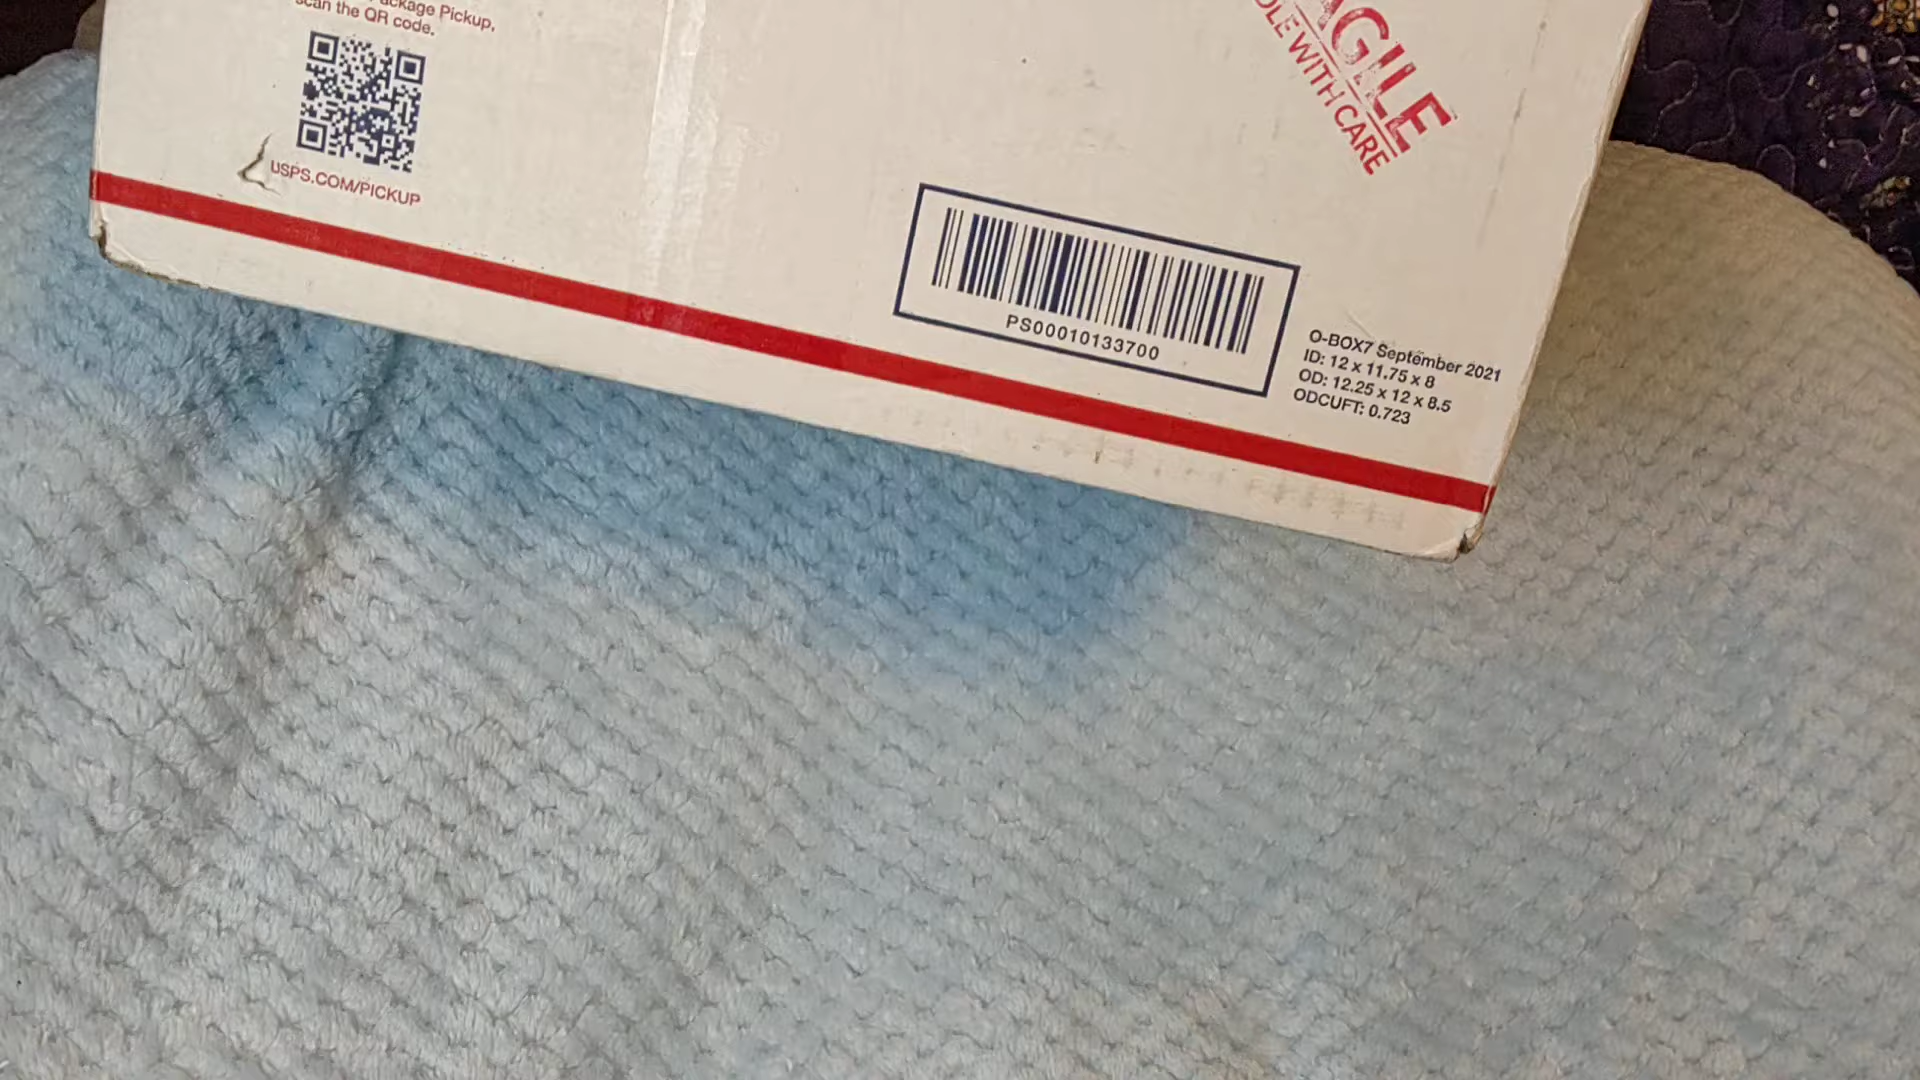 ackage Pickup,
scan the QR code.
USPS.COM/PICKUP
AGILE
DLE WITH CARE
PS00010133700
O-BOX7 September 2021
ID: 12 x 11.75 x 8
OD: 12.25 x 12 x 8.5
ODCUFT: 0.723